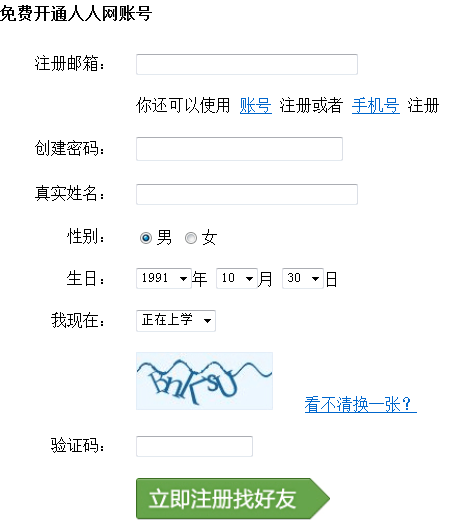 免费开通人人网账号
注册邮箱：
你还可以使用 账号 注册或者 手机号 注册
创建密码：
真实姓名：
性别： 男 女
生日： 1991 年 10 月 30 日
我现在： 正在上学
看不清换一张？
验证码：
立即注册找好友